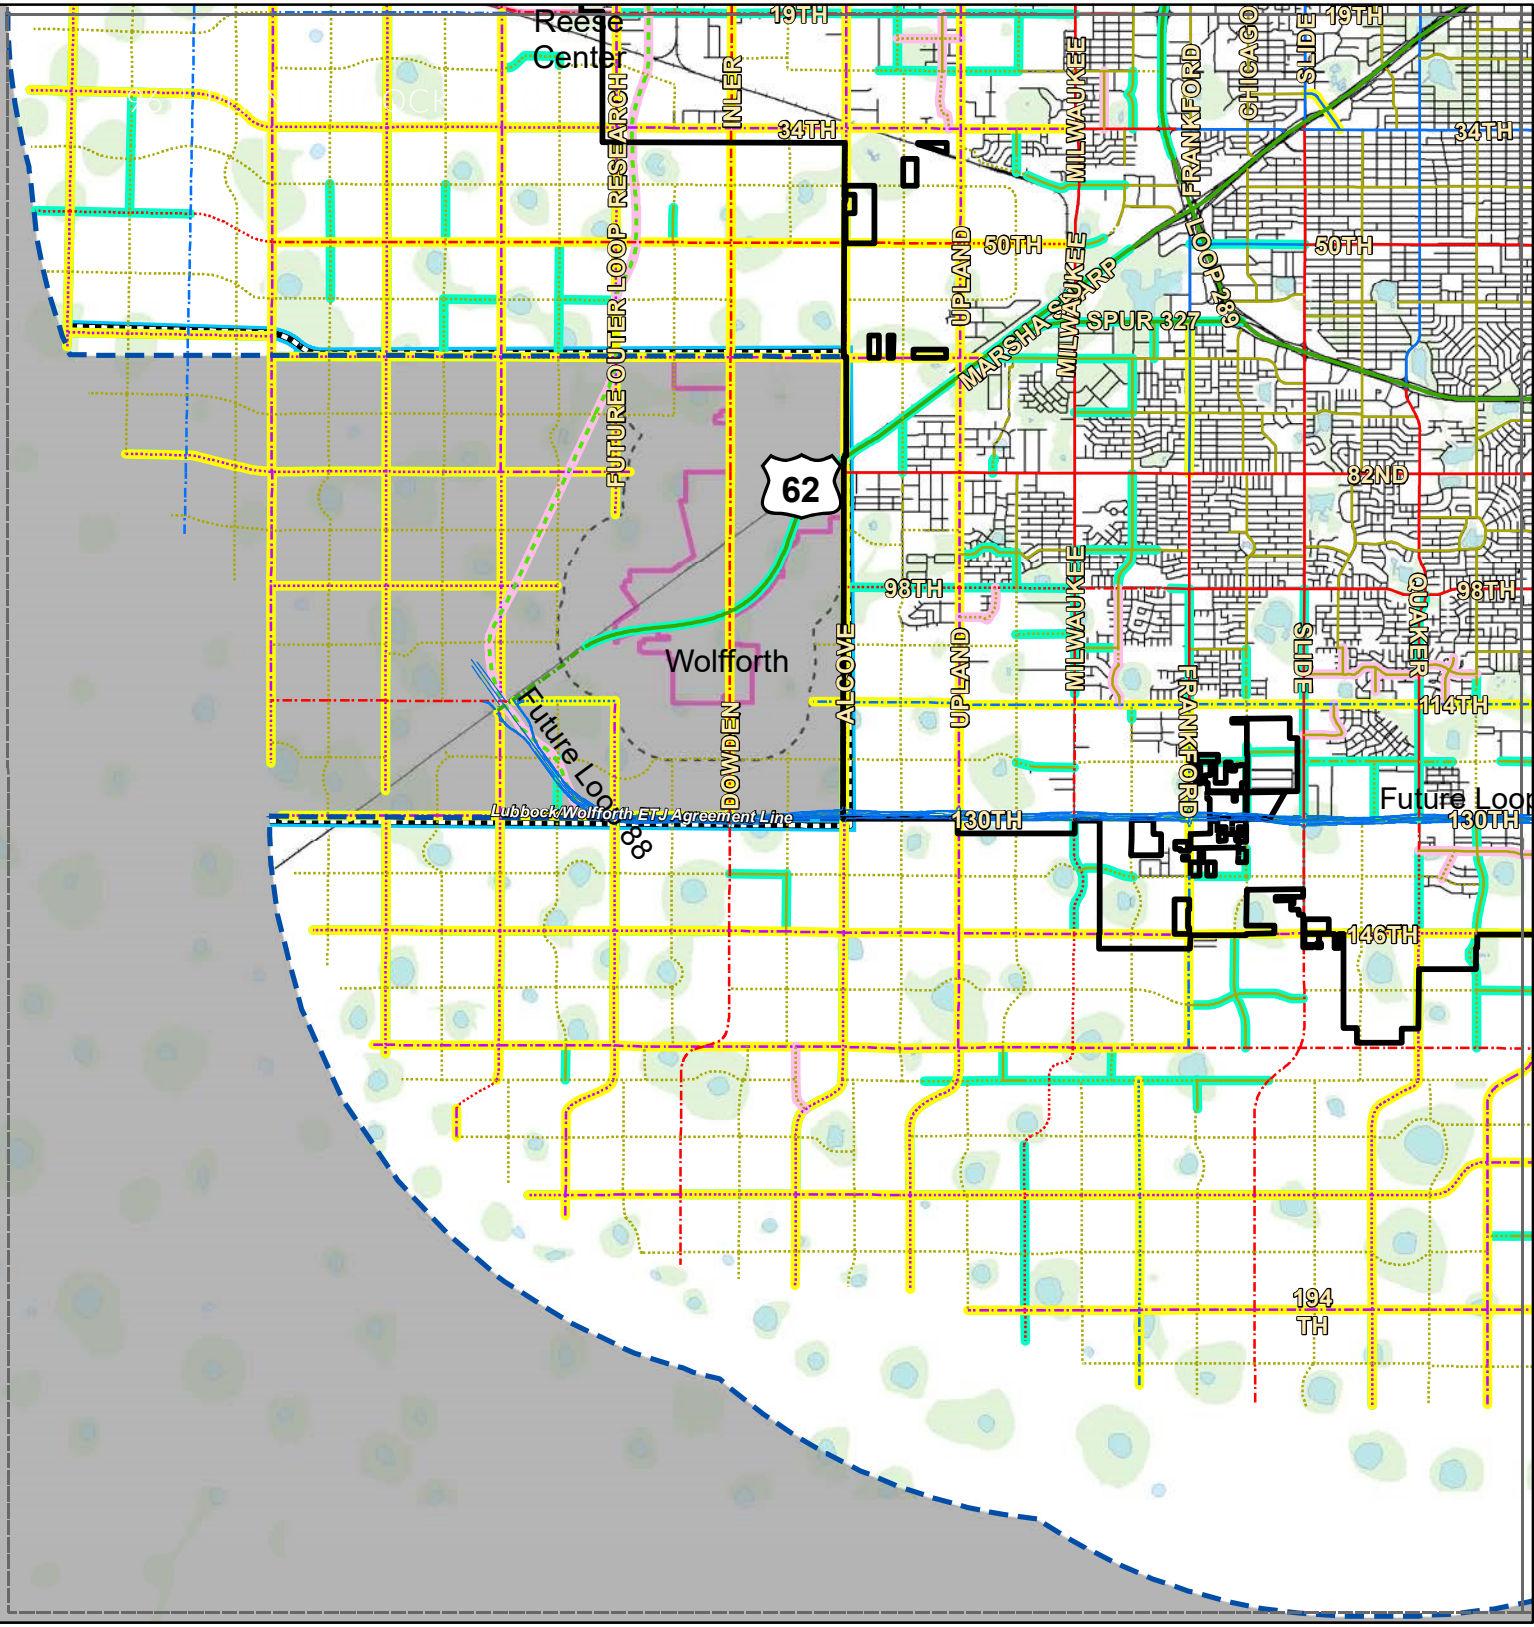 Reese
Center
19TH
19TH
CHICAGO
SLIDE
INLER
MILWAUKEE
FRANKFORD
34TH
34TH
FUTURE OUTER LOOP RESEARCH
UPLAND
50TH
50TH
MILWAUKEE
LOOP 289
MARSHA SHARP
SPUR 327
82ND
62
98TH
98TH
MILWAUKEE
QUAKER
ALCOVE
UPLAND
SLIDE
Wolfforth
FRANKFORD
114TH
DOWDEN
Future Loop
88
Lubbock/Wolfforth ETJ Agreement Line
130TH
Future Loop
130TH
146TH
194
TH